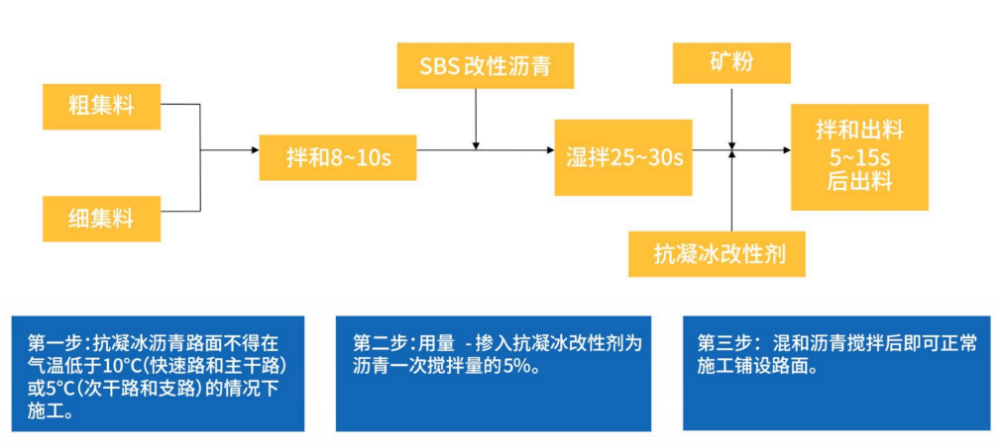 SBS改性沥青
矿粉
粗集料
拌和8~10s
湿拌25~30s
拌和出料
5~15s
后出料
细集料
抗凝冰改性剂
第一步:抗凝冰沥青路面不得在
气温低于10℃(快速路和主干路)
或5℃(次干路和支路)的情况下
施工。
第二步:用量 -掺入抗凝冰改性剂为
沥青一次搅拌量的5%。
第三步: 混和沥青搅拌后即可正常
施工铺设路面。